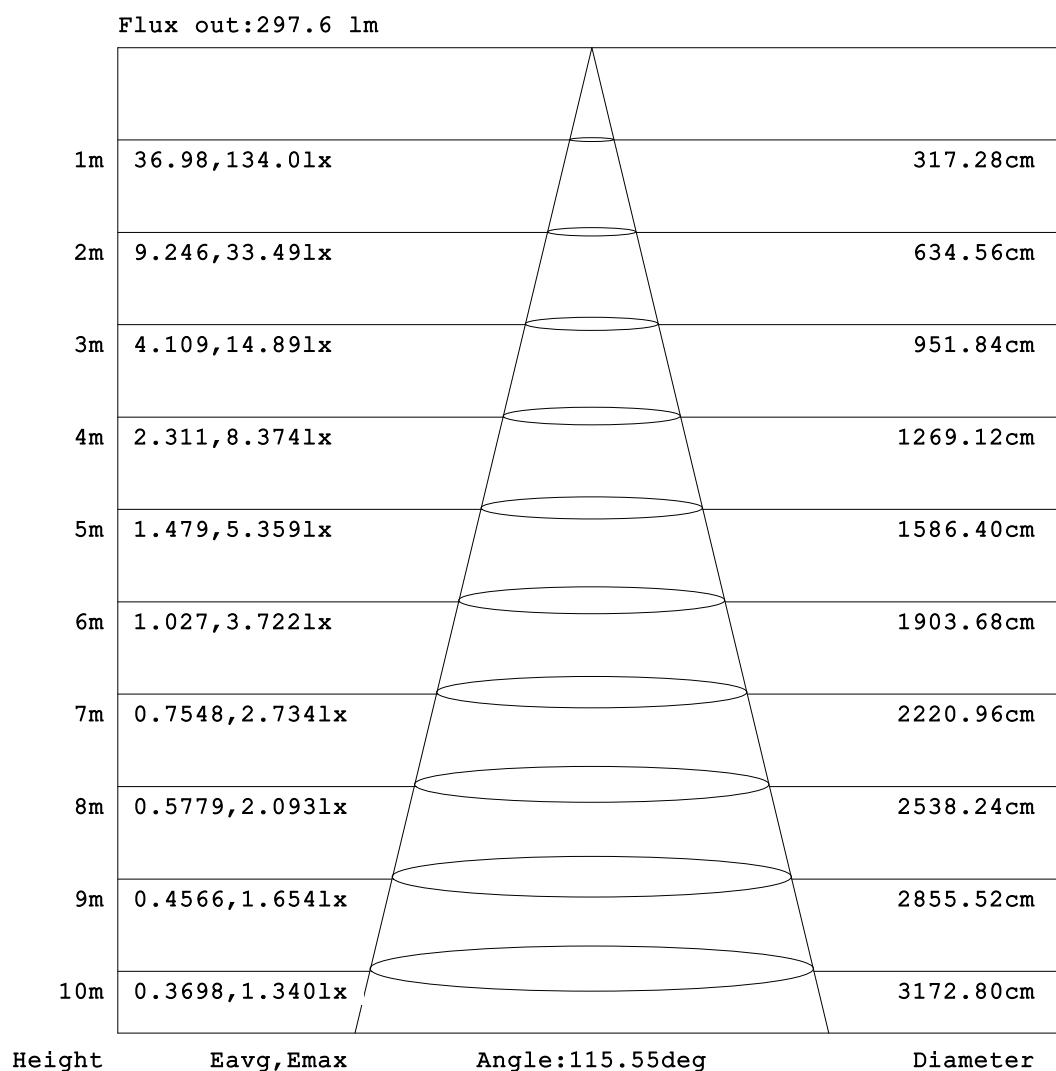 Flux out:297.6 lm
1m 36.98,134.0lx 317.28cm
2m 9.246,33.49lx 634.56cm
3m 4.109,14.89lx 951.84cm
4m 2.311,8.374lx 1269.12cm
5m 1.479,5.359lx 1586.40cm
6m 1.027,3.722lx 1903.68cm
7m 0.7548,2.734lx 2220.96cm
8m 0.5779,2.093lx 2538.24cm
9m 0.4566,1.654lx 2855.52cm
10m 0.3698,1.340lx 3172.80cm
Height Eavg,Emax Angle:115.55deg Diameter